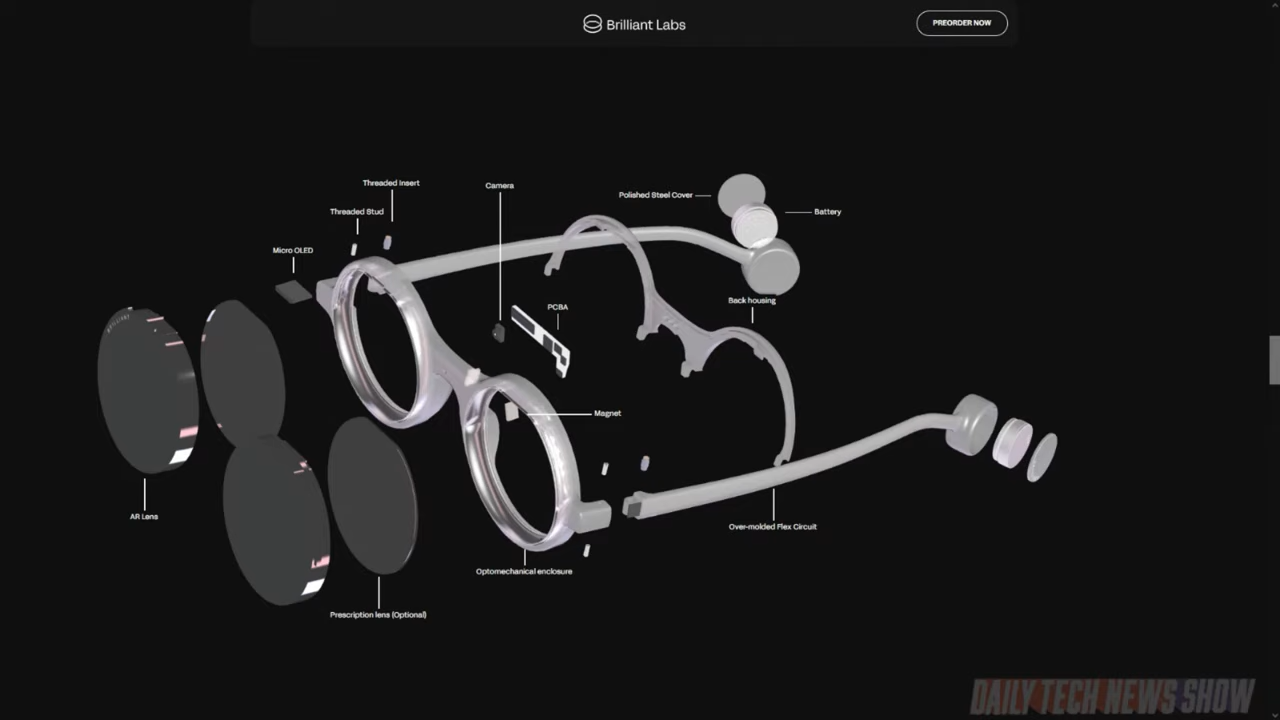 Brilliant Labs
PREORDER NOW
Threaded Insert
Camera
Polished Steel Cover
Threaded Stud
Battery
Micro OLED
Back housing
PCBA
BRILLIANT
Magnet
AR Lens
Over-molded Flex Circuit
Optomechanical enclosure
Prescription lens (Optional)
DAILY TECH NEWS SHOW